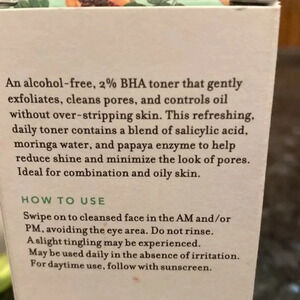 An alcohol-free, 2% BHA toner that gently
exfoliates, cleans pores, and controls oil
without over-stripping skin. This refreshing,
daily toner contains a blend of salicylic acid,
moringa water, and papaya enzyme to help
reduce shine and minimize the look of pores.
Ideal for combination and oily skin.
HOW TO USE
Swipe on to cleansed face in the AM and/or
PM, avoiding the eye area. Do not rinse.
A slight tingling may be experienced.
May be used daily in the absence of irritation.
For daytime use, follow with sunscreen.